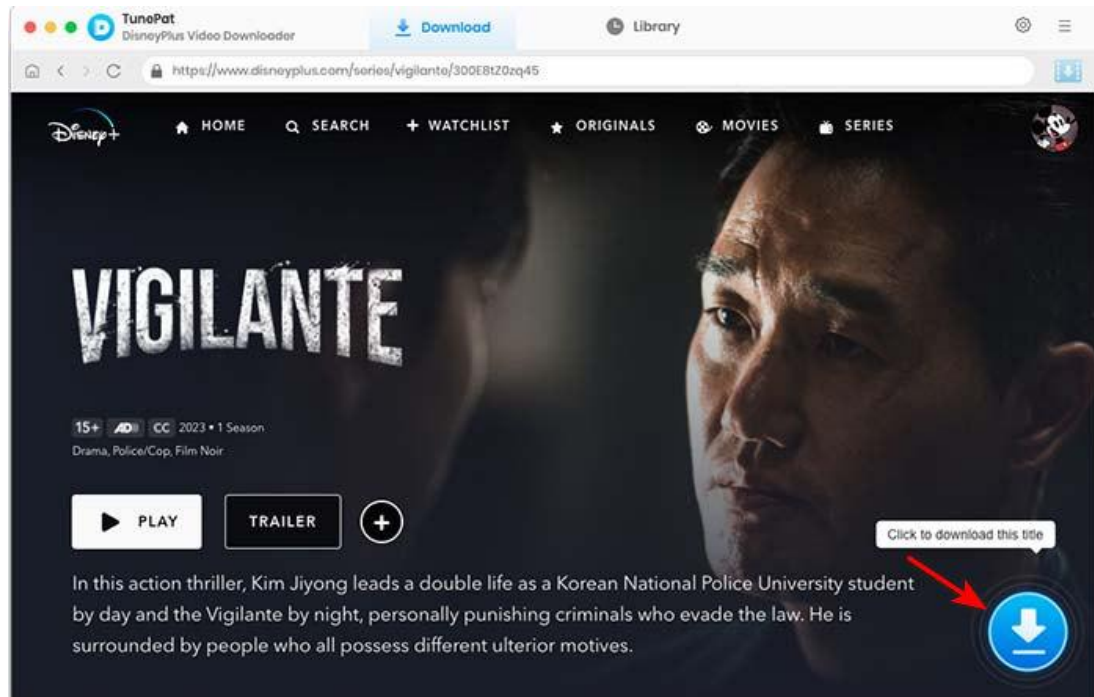 TunePat
DisneyPlus Video Downloader
Download
Library
https://www.disneyplus.com/series/vigilante/300E8tZ0zq45
Disney+
HOME
SEARCH
WATCHLIST
ORIGINALS
MOVIES
SERIES
VIGILANTE
15+ AD CC 2023 • 1 Season
Drama, Police/Cop, Film Noir
PLAY
TRAILER
Click to download this title
In this action thriller, Kim Jiyong leads a double life as a Korean National Police University student
by day and the Vigilante by night, personally punishing criminals who evade the law. He is
surrounded by people who all possess different ulterior motives.